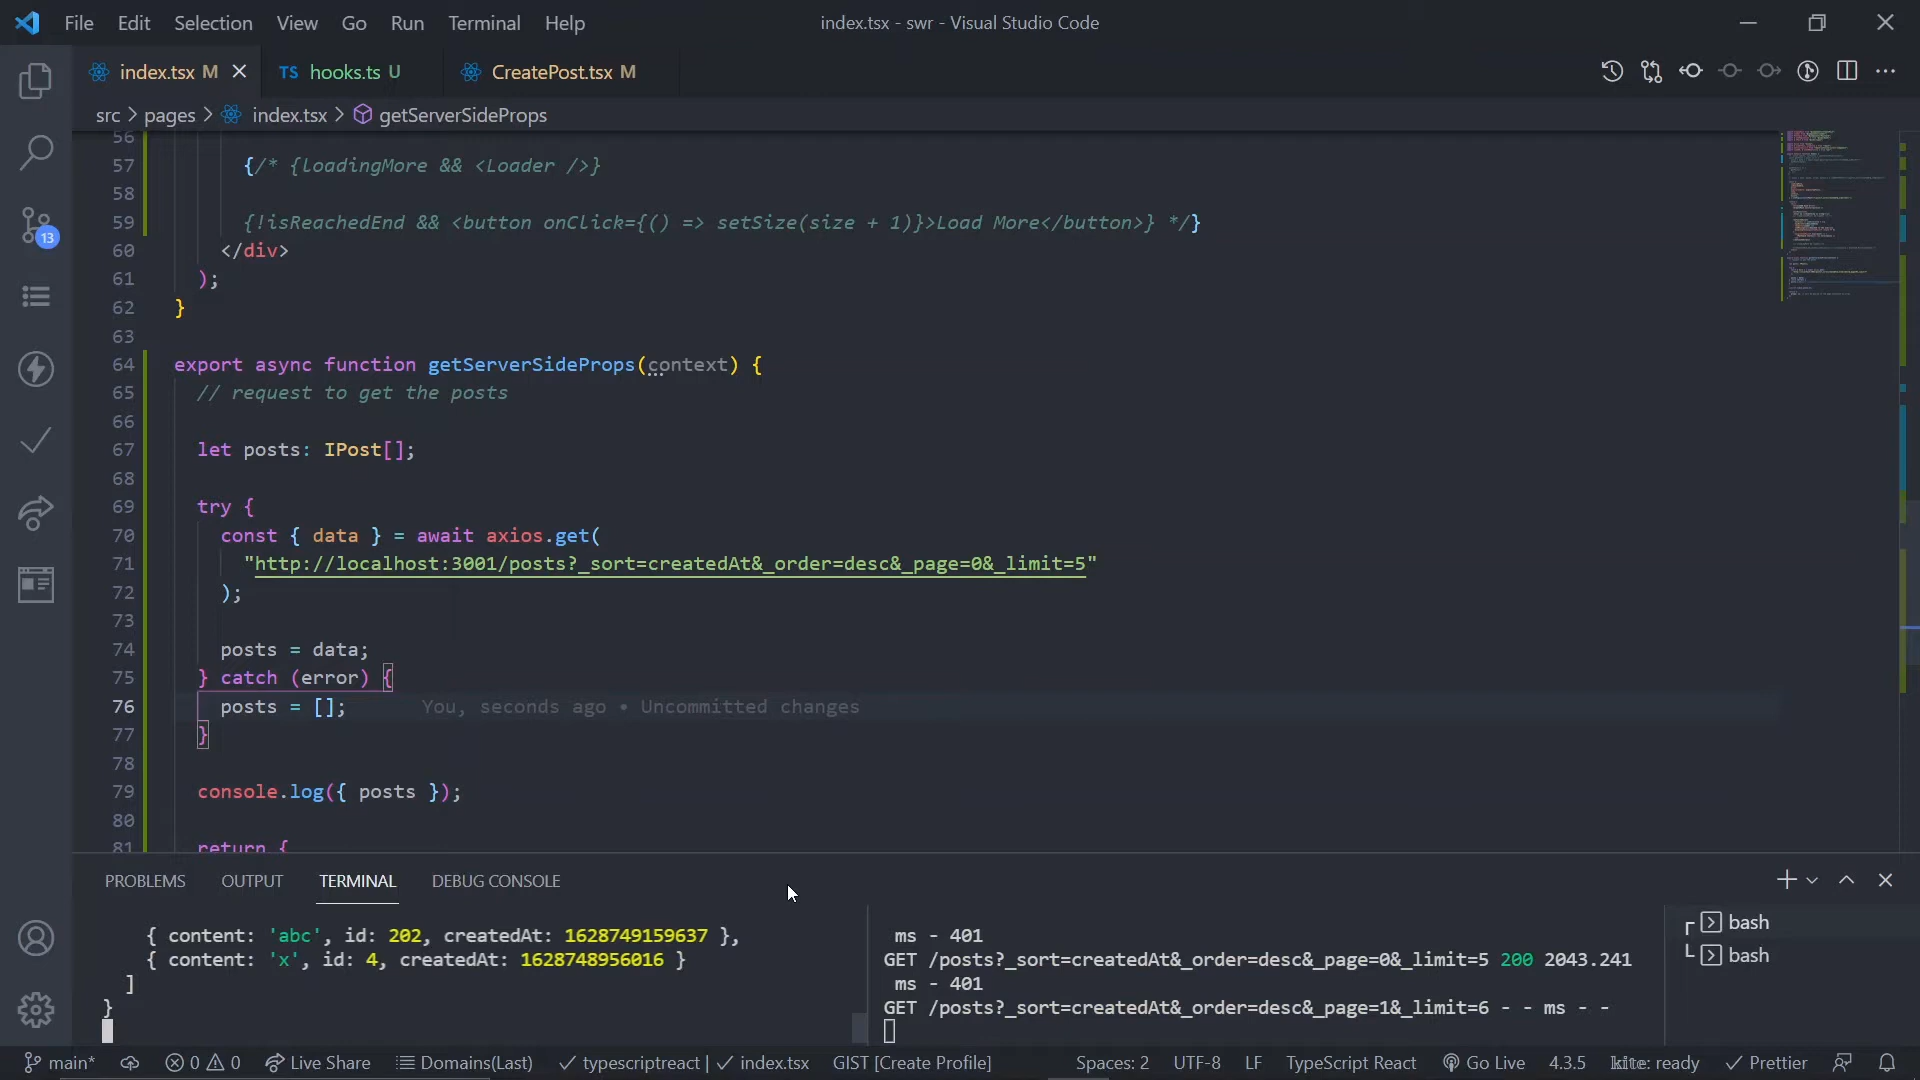 File Edit Selection View Go Run Terminal Help
index.tsx - swr - Visual Studio Code
index.tsx M
TS hooks.ts U
CreatePost.tsx M
src > pages > index.tsx > getServerSideProps
56
57 {/* {loadingMore && <Loader />}
58
59 {!isReachedEnd && <button onClick={() => setSize(size + 1)}>Load More</button>} */}
60 </div>
61 );
62 }
63
64 export async function getServerSideProps(context) {
65 // request to get the posts
66
67 let posts: IPost[];
68
69 try {
70 const { data } = await axios.get(
71 "http://localhost:3001/posts?_sort=createdAt&_order=desc&_page=0&_limit=5"
72 );
73
74 posts = data;
75 } catch (error) {
76 posts = []; You, seconds ago • Uncommitted changes
77 }
78
79 console.log({ posts });
80
81 return {
13
PROBLEMS OUTPUT TERMINAL DEBUG CONSOLE
{ content: 'abc', id: 202, createdAt: 1628749159637 },
{ content: 'x', id: 4, createdAt: 1628748956016 }
]
}
ms - 401
GET /posts?_sort=createdAt&_order=desc&_page=0&_limit=5 200 2043.241
ms - 401
GET /posts?_sort=createdAt&_order=desc&_page=1&_limit=6 - - ms - -
bash
bash
main* 0 0 Live Share Domains(Last) typescriptreact | index.tsx GIST [Create Profile] Spaces: 2 UTF-8 LF TypeScript React Go Live 4.3.5 kite: ready Prettier